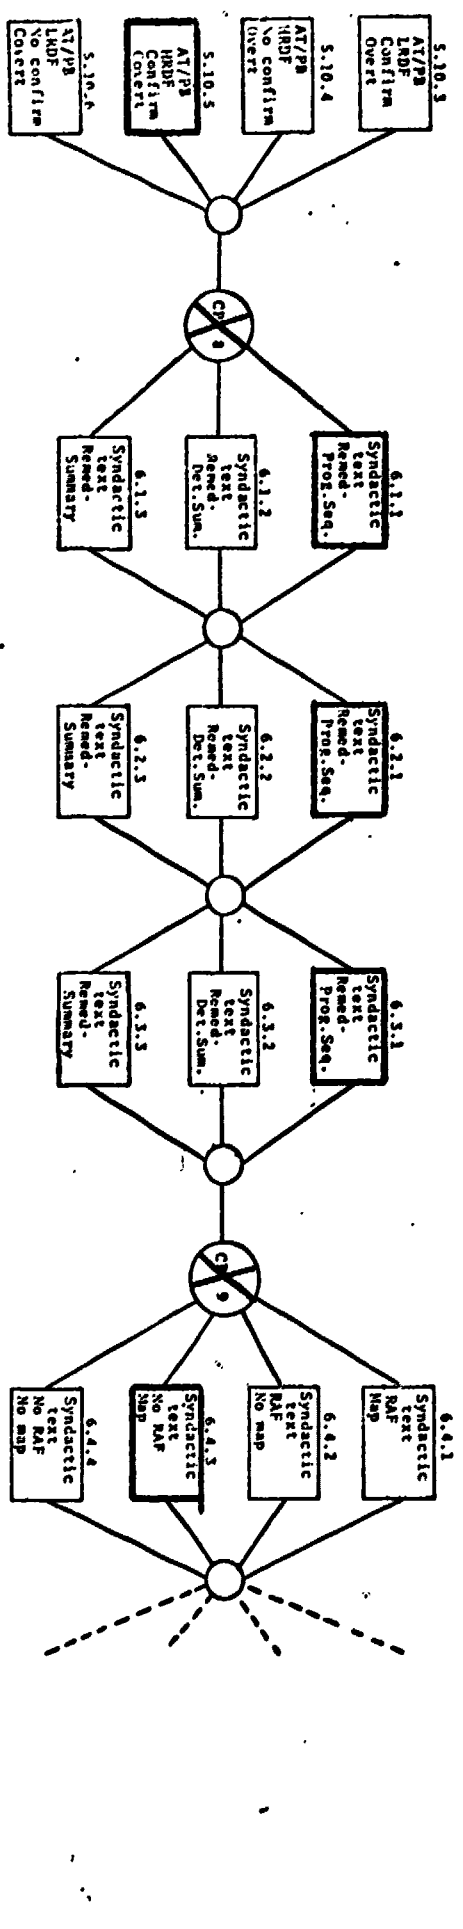 5.10.3
AT/PB
LRDF
Confirm
Overt
5.10.4
AT/PB
HRDF
No confirm
Overt
5.10.5
AT/PB
HRDF
Confirm
Covert
5.10.6
AT/PB
LRDF
No confirm
Covert
CP 8
6.1.1
Syndactic
text
Remed-
Prog.Seq.
6.1.2
Syndactic
text
Remed-
Det.Sum.
6.1.3
Syndactic
text
Remed-
Summary
6.2.1
Syndactic
text
Remed-
Prog.Seq.
6.2.2
Syndactic
text
Remed-
Det.Sum.
6.2.3
Syndactic
text
Remed-
Summary
6.3.1
Syndactic
text
Remed-
Prog.Seq.
6.3.2
Syndactic
text
Remed-
Det.Sum.
6.3.3
Syndactic
text
Remed-
Summary
CP 9
6.4.1
Syndactic
text
RAF
Map
6.4.2
Syndactic
text
RAF
No map
6.4.3
Syndactic
text
No RAF
Map
6.4.4
Syndactic
text
No RAF
No map